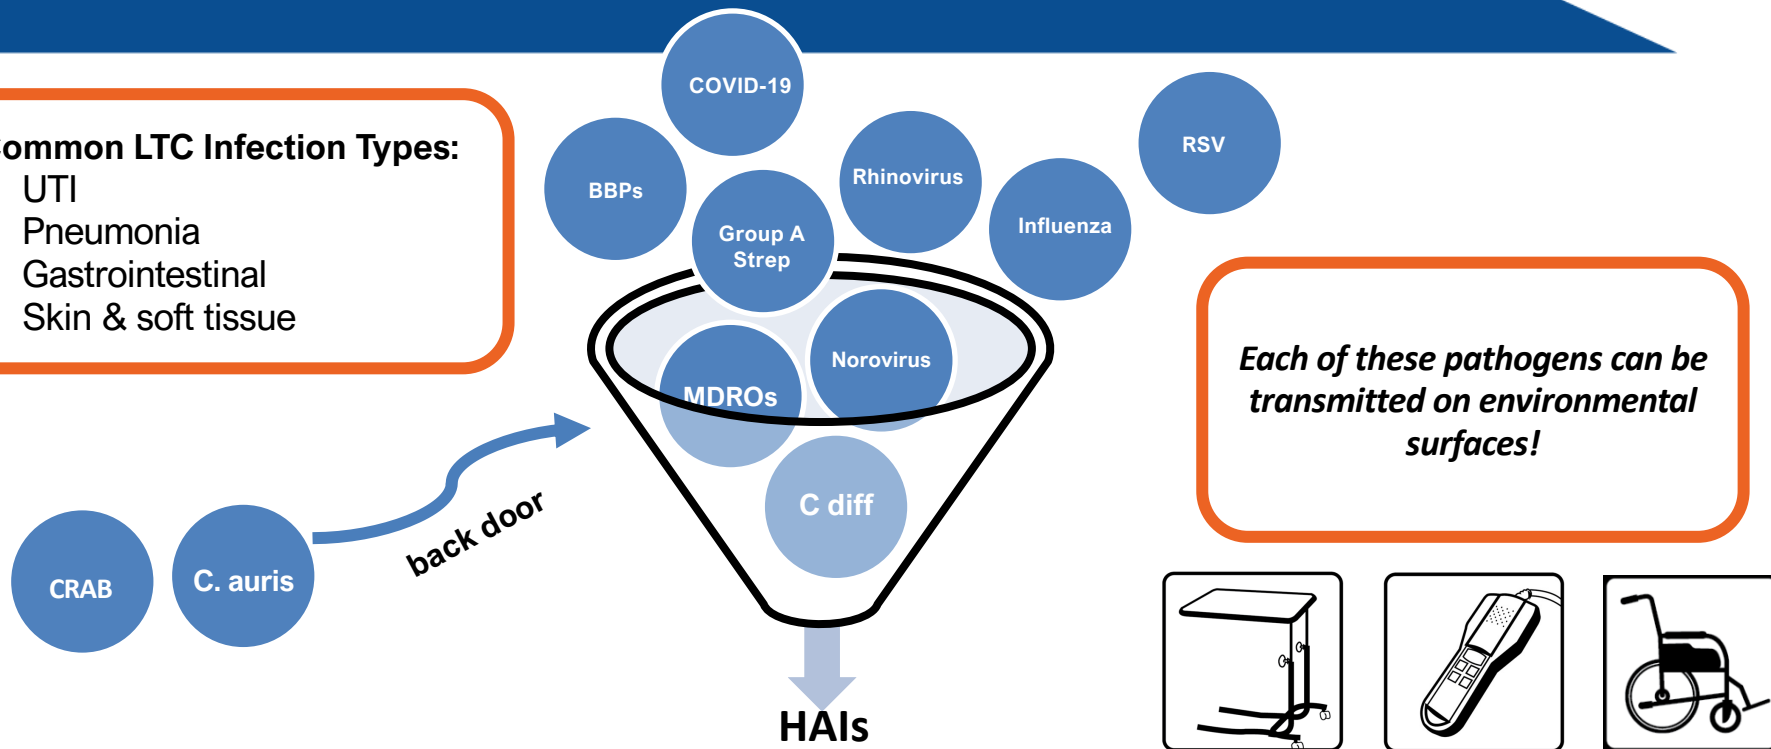 ommon LTC Infection Types:
UTI
Pneumonia
Gastrointestinal
Skin & soft tissue
COVID-19
BBPs
Group A
Strep
Rhinovirus
Influenza
RSV
MDROs
Norovirus
C diff
CRAB
C. auris
back door
HAIs
Each of these pathogens can be
transmitted on environmental
surfaces!